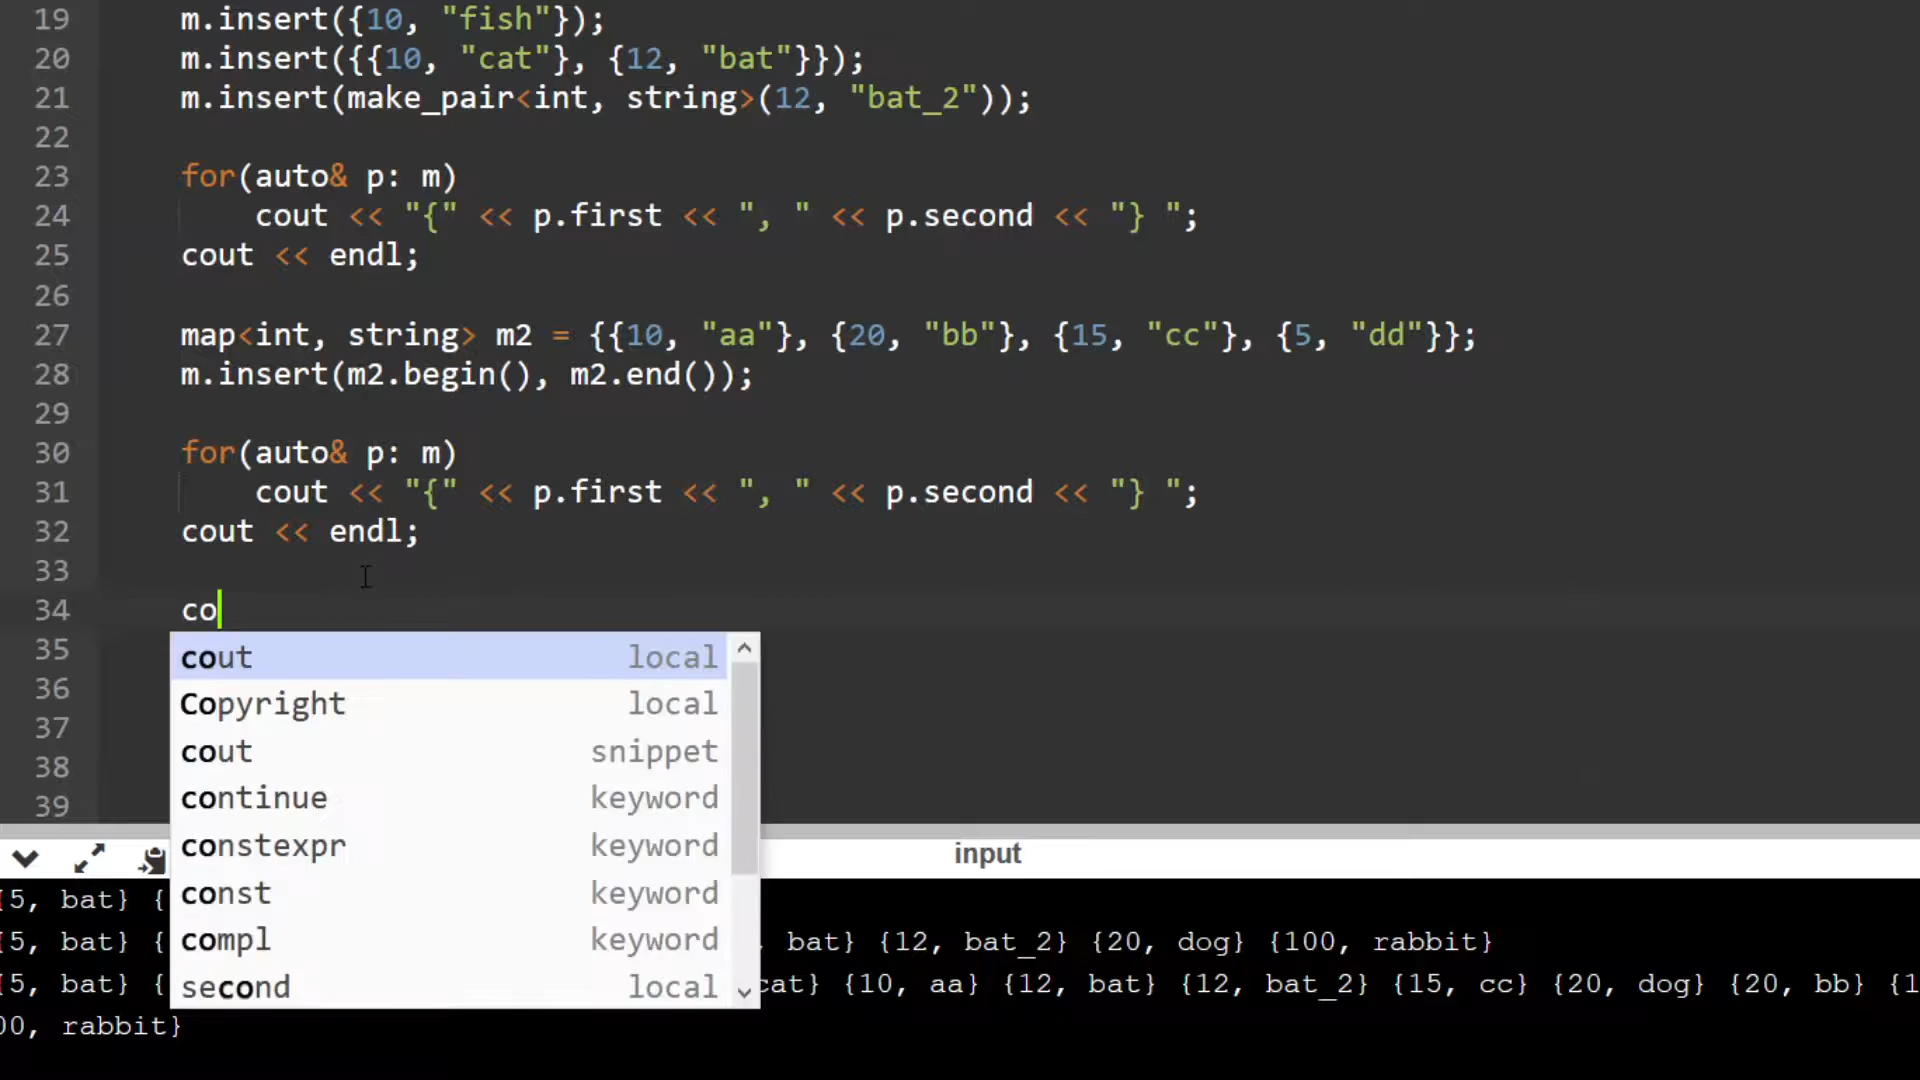 19 m.insert({10, "fish"});
20 m.insert({{10, "cat"}, {12, "bat"}});
21 m.insert(make_pair<int, string>(12, "bat_2"));
22
23 for(auto& p: m)
24 cout << "{" << p.first << ", " << p.second << "} ";
25 cout << endl;
26
27 map<int, string> m2 = {{10, "aa"}, {20, "bb"}, {15, "cc"}, {5, "dd"}};
28 m.insert(m2.begin(), m2.end());
29
30 for(auto& p: m)
31 cout << "{" << p.first << ", " << p.second << "} ";
32 cout << endl;
33
34 co
35
36
37
38
39
cout local
Copyright local
cout snippet
continue keyword
constexpr keyword
const keyword
compl keyword
second local
input
{5, bat} {
{5, bat} { , bat} {12, bat_2} {20, dog} {100, rabbit}
{5, bat} { cat} {10, aa} {12, bat} {12, bat_2} {15, cc} {20, dog} {20, bb} {1
00, rabbit}